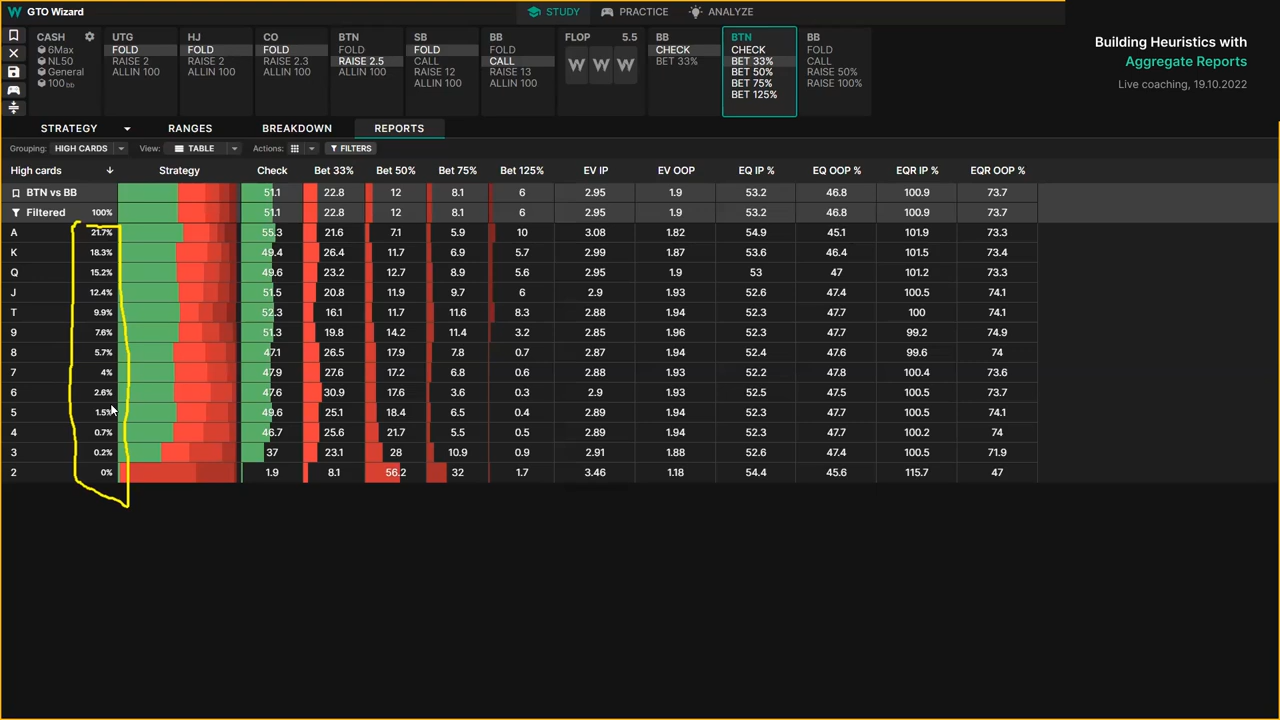 GTO Wizard
STUDY PRACTICE ANALYZE
Building Heuristics with
Aggregate Reports
Live coaching, 19.10.2022
CASH
6Max
NL50
General
100bb
UTG
FOLD
RAISE 2
ALLIN 100
HJ
FOLD
RAISE 2
ALLIN 100
CO
FOLD
RAISE 2.3
ALLIN 100
BTN
FOLD
RAISE 2.5
ALLIN 100
SB
FOLD
CALL
RAISE 12
ALLIN 100
BB
FOLD
CALL
RAISE 13
ALLIN 100
FLOP 5.5
BB
CHECK
BET 33%
BTN
CHECK
BET 33%
BET 50%
BET 75%
BET 125%
BB
FOLD
CALL
RAISE 50%
RAISE 100%
STRATEGY RANGES BREAKDOWN REPORTS
Grouping: HIGH CARDS View: TABLE Actions: FILTERS
High cards Strategy Check Bet 33% Bet 50% Bet 75% Bet 125% EV IP EV OOP EQ IP % EQ OOP % EQR IP % EQR OOP %
BTN vs BB 51.1 22.8 12 8.1 6 2.95 1.9 53.2 46.8 100.9 73.7
Filtered 100% 51.1 22.8 12 8.1 6 2.95 1.9 53.2 46.8 100.9 73.7
A 21.7% 55.3 21.6 7.1 5.9 10 3.08 1.82 54.9 45.1 101.9 73.3
K 18.3% 49.4 26.4 11.7 6.9 5.7 2.99 1.87 53.6 46.4 101.5 73.4
Q 15.2% 49.6 23.2 12.7 8.9 5.6 2.95 1.9 53 47 101.2 73.3
J 12.4% 51.5 20.8 11.9 9.7 6 2.9 1.93 52.6 47.4 100.5 74.1
T 9.9% 52.3 16.1 11.7 11.6 8.3 2.88 1.94 52.3 47.7 100 74.1
9 7.6% 51.3 19.8 14.2 11.4 3.2 2.85 1.96 52.3 47.7 99.2 74.9
8 5.7% 47.1 26.5 17.9 7.8 0.7 2.87 1.94 52.4 47.6 99.6 74
7 4% 47.9 27.6 17.2 6.8 0.6 2.88 1.93 52.2 47.8 100.4 73.6
6 2.6% 47.6 30.9 17.6 3.6 0.3 2.9 1.93 52.5 47.5 100.5 73.5
5 1.5% 49.6 25.1 18.4 6.5 0.4 2.89 1.94 52.3 47.7 100.5 74.1
4 0.7% 46.7 25.6 21.7 5.5 0.5 2.89 1.94 52.3 47.7 100.2 74
3 0.2% 37 23.1 28 10.9 0.9 2.91 1.88 52.6 47.4 100.5 71.9
2 0% 1.9 8.1 56.2 32 1.7 3.46 1.18 54.4 45.6 115.7 47